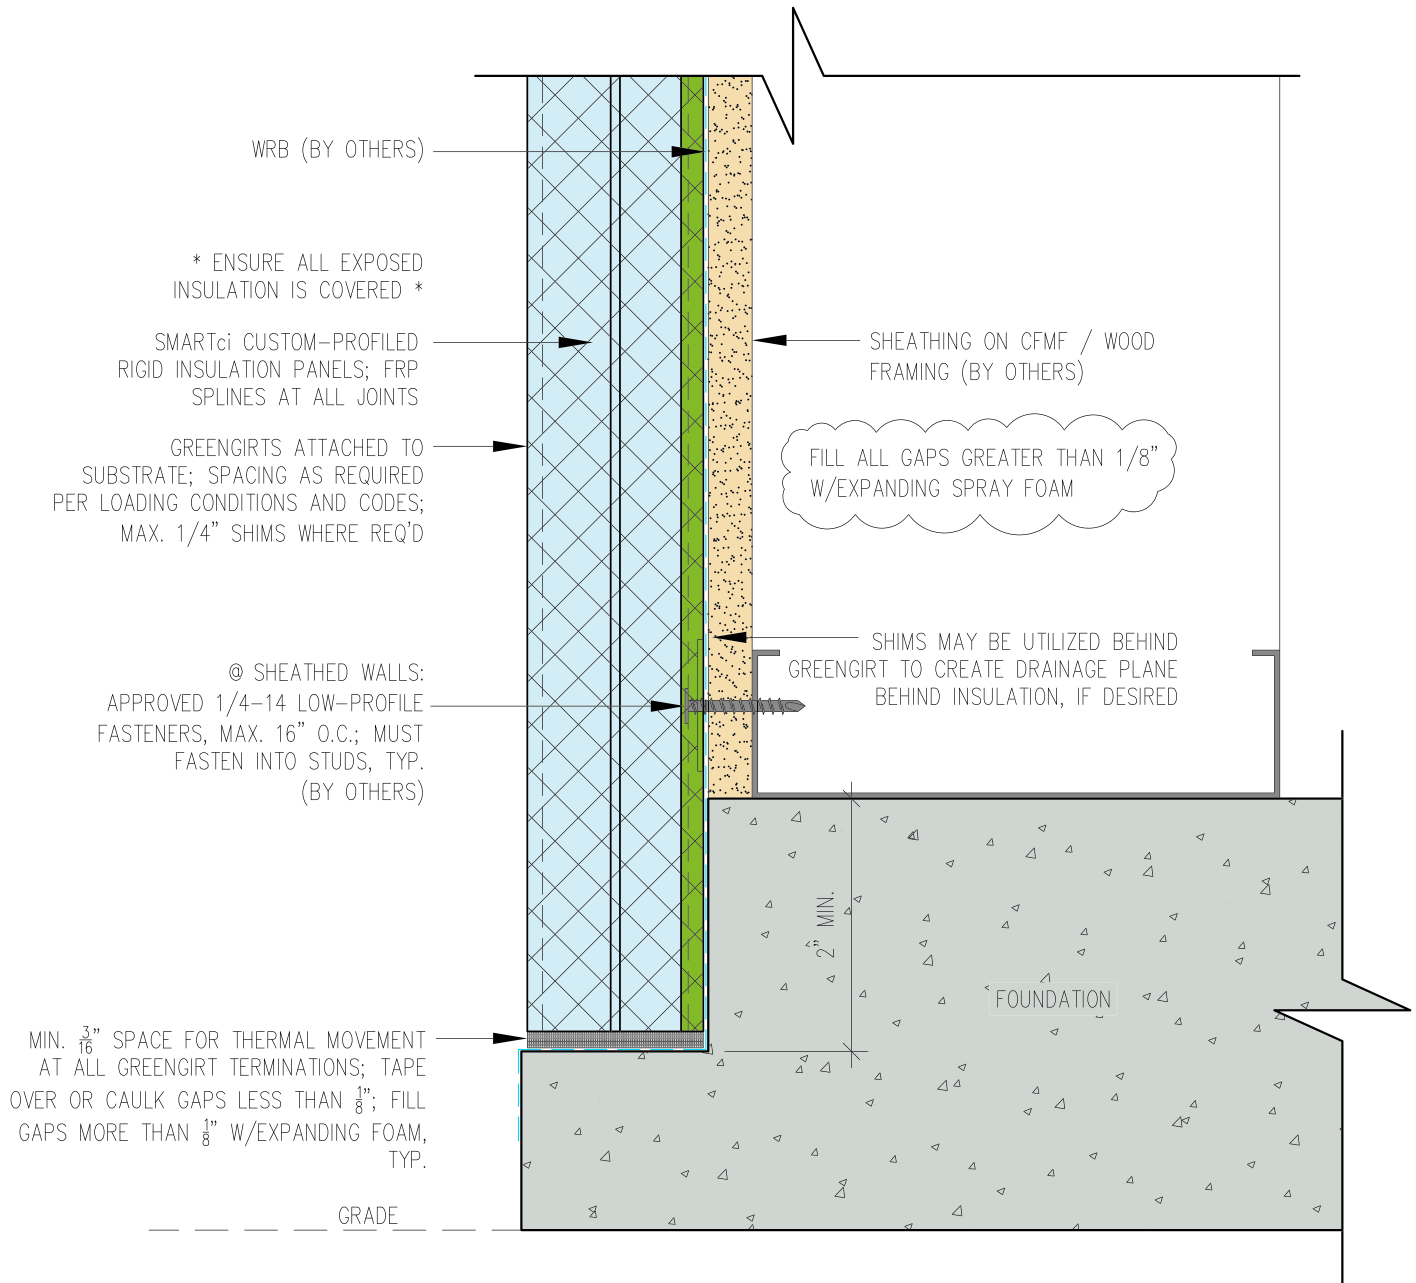 WRB (BY OTHERS)
* ENSURE ALL EXPOSED
INSULATION IS COVERED *
SMARTci CUSTOM-PROFILED
RIGID INSULATION PANELS; FRP
SPLINES AT ALL JOINTS
GREENGIRTS ATTACHED TO
SUBSTRATE; SPACING AS REQUIRED
PER LOADING CONDITIONS AND CODES;
MAX. 1/4" SHIMS WHERE REQ'D
@ SHEATHED WALLS:
APPROVED 1/4-14 LOW-PROFILE
FASTENERS, MAX. 16" O.C.; MUST
FASTEN INTO STUDS, TYP.
(BY OTHERS)
MIN. 3/16" SPACE FOR THERMAL MOVEMENT
AT ALL GREENGIRT TERMINATIONS; TAPE
OVER OR CAULK GAPS LESS THAN 1/8"; FILL
GAPS MORE THAN 1/8" W/EXPANDING FOAM,
TYP.
GRADE
SHEATHING ON CFMF / WOOD
FRAMING (BY OTHERS)
FILL ALL GAPS GREATER THAN 1/8"
W/EXPANDING SPRAY FOAM
SHIMS MAY BE UTILIZED BEHIND
GREENGIRT TO CREATE DRAINAGE PLANE
BEHIND INSULATION, IF DESIRED
2" MIN.
FOUNDATION